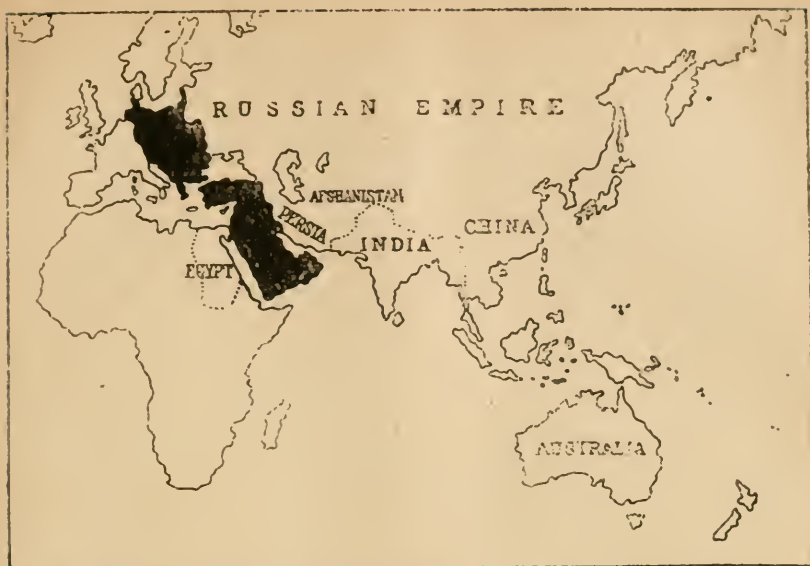 RUSSIAN EMPIRE
AFGHANISTAN
PERSIA
INDIA
CHINA
EGYPT
AUSTRALIA